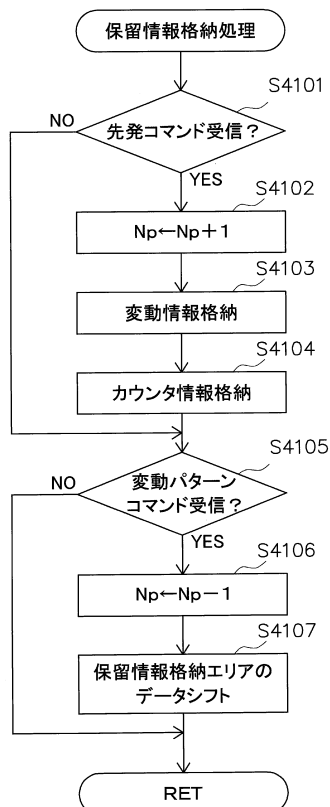 保留情報格納処理
S4101
NO
先発コマンド受信？
YES
S4102
Np←Np＋1
S4103
変動情報格納
S4104
カウンタ情報格納
S4105
NO
変動パターン
コマンド受信？
YES
S4106
Np←Np－1
S4107
保留情報格納エリアの
データシフト
RET